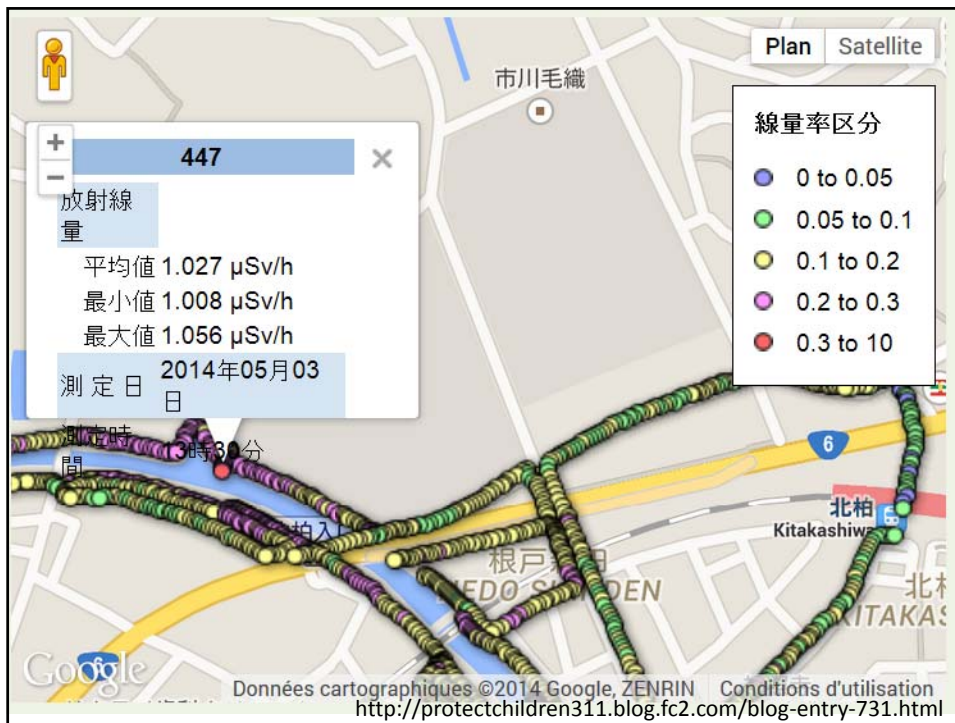 Plan Satellite
市川毛織
線量率区分
0 to 0.05
0.05 to 0.1
0.1 to 0.2
0.2 to 0.3
0.3 to 10
+
−
447
×
放射線
量
平均値 1.027 μSv/h
最小値 1.008 μSv/h
最大値 1.056 μSv/h
測定日 2014年05月03
日
測定時
間
13時30分
6
北柏
Kitakashiwa
柏入口
根戸新田
NEDO SHINDEN
北柏
KITAKAS
Google
6
Données cartographiques ©2014 Google, ZENRIN Conditions d'utilisation
http://protectchildren311.blog.fc2.com/blog-entry-731.html